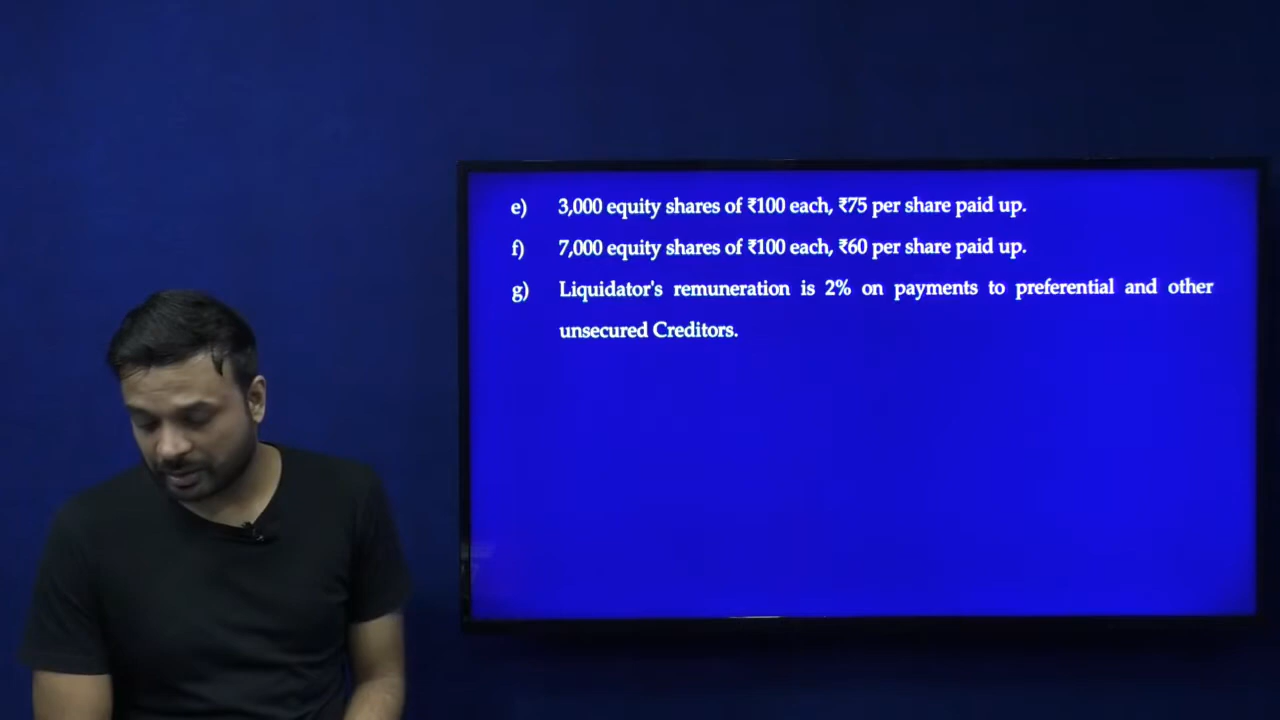 e) 3,000 equity shares of ₹100 each, ₹75 per share paid up.
f) 7,000 equity shares of ₹100 each, ₹60 per share paid up.
g) Liquidator's remuneration is 2% on payments to preferential and other
unsecured Creditors.